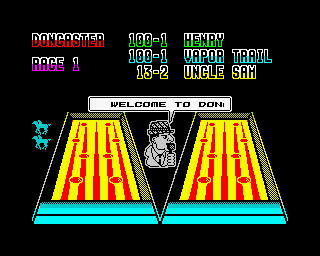 DONCASTER 100-1 HENRY
100-1 VAPOR TRAIL
RACE 1 13-2 UNCLE SAM
WELCOME TO DON